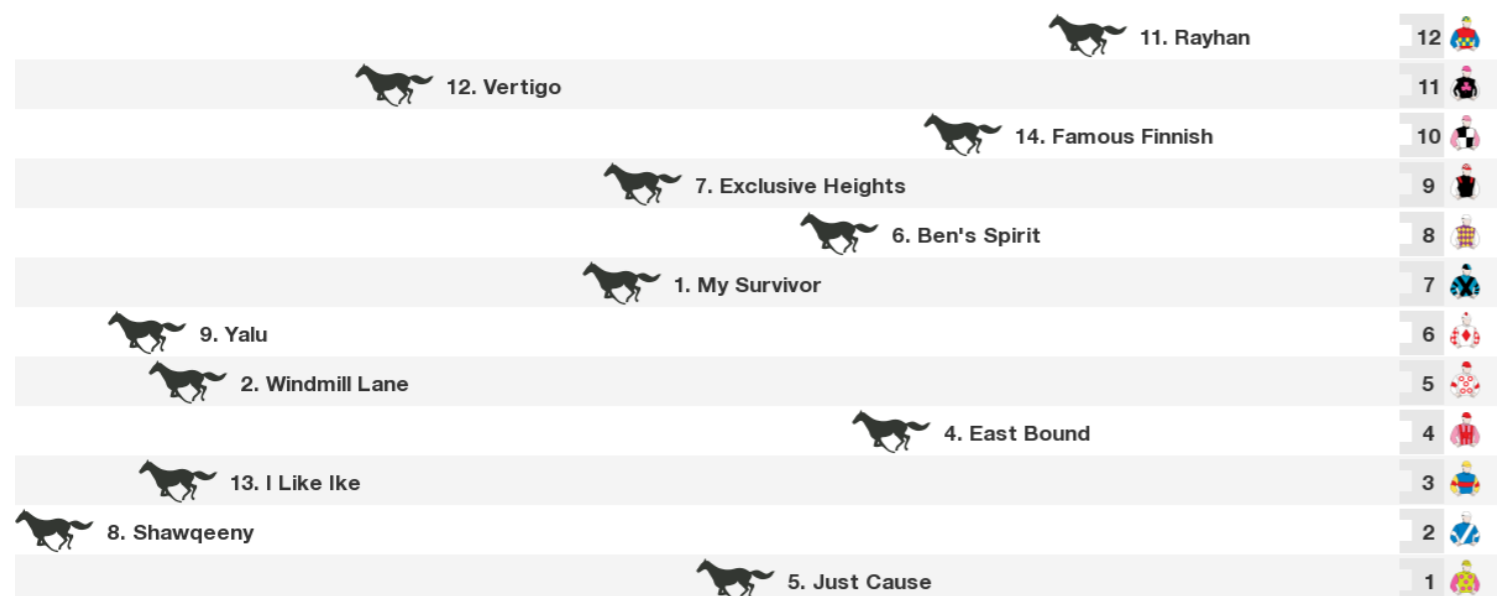 11. Rayhan 12
12. Vertigo 11
14. Famous Finnish 10
7. Exclusive Heights 9
6. Ben's Spirit 8
1. My Survivor 7
9. Yalu 6
2. Windmill Lane 5
4. East Bound 4
13. I Like Ike 3
8. Shawqeeny 2
5. Just Cause 1